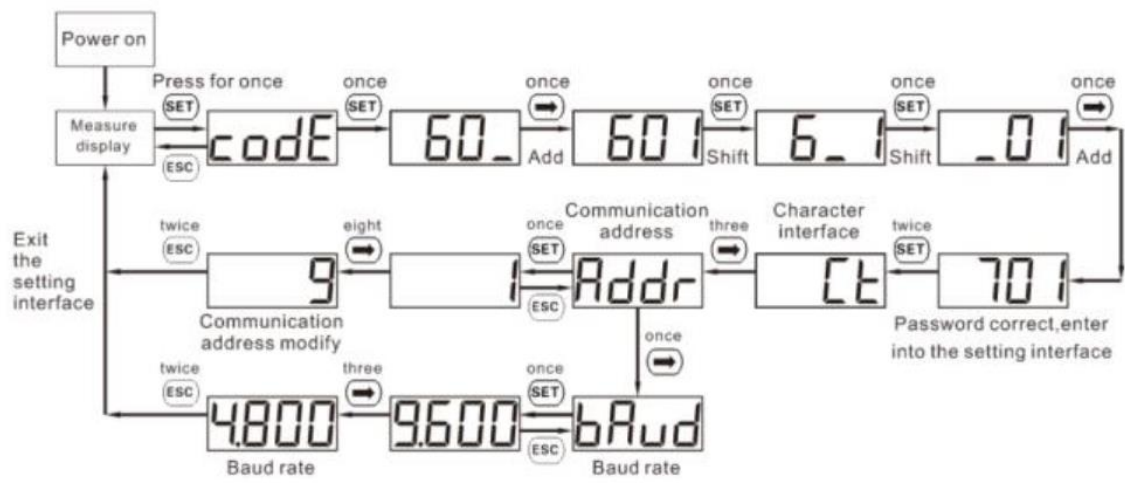 Power on
Press for once
once
once
once
once
once
SET
SET
SET
SET
Measure
display
codE
60_
601
6_1
_01
Add
Shift
Shift
Add
ESC
Exit
the
setting
interface
twice
ESC
eight
once
SET
Communication
address
three
Character
interface
twice
SET
9
1
Addr
Ct
701
ESC
Communication
address modify
Password correct,enter
into the setting interface
once
twice
ESC
three
once
SET
4.800
9.600
bAud
ESC
Baud rate
Baud rate